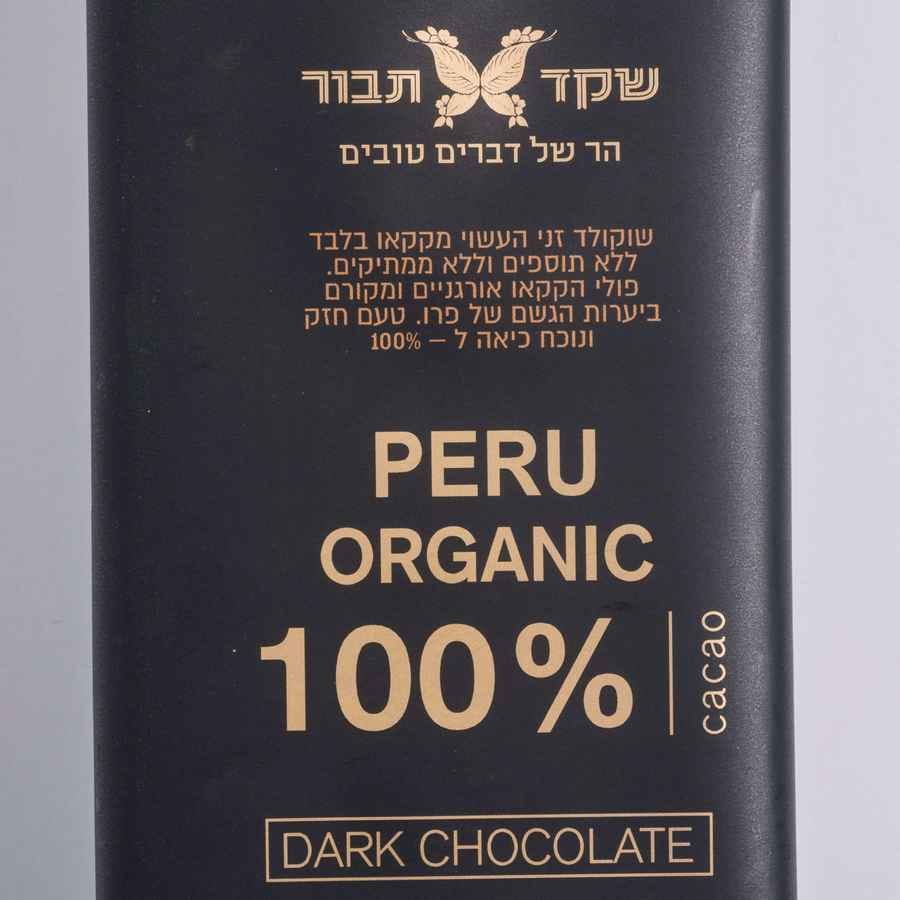 שקד תבור
הר של דברים טובים
שוקולד זני העשוי מקקאו בלבד
ללא תוספים וללא ממתיקים.
פולי הקקאו אורגניים ומקורם
ביערות הגשם של פרו. טעם חזק
ונוכח כיאה ל – 100%
PERU
ORGANIC
100%
cacao
DARK CHOCOLATE